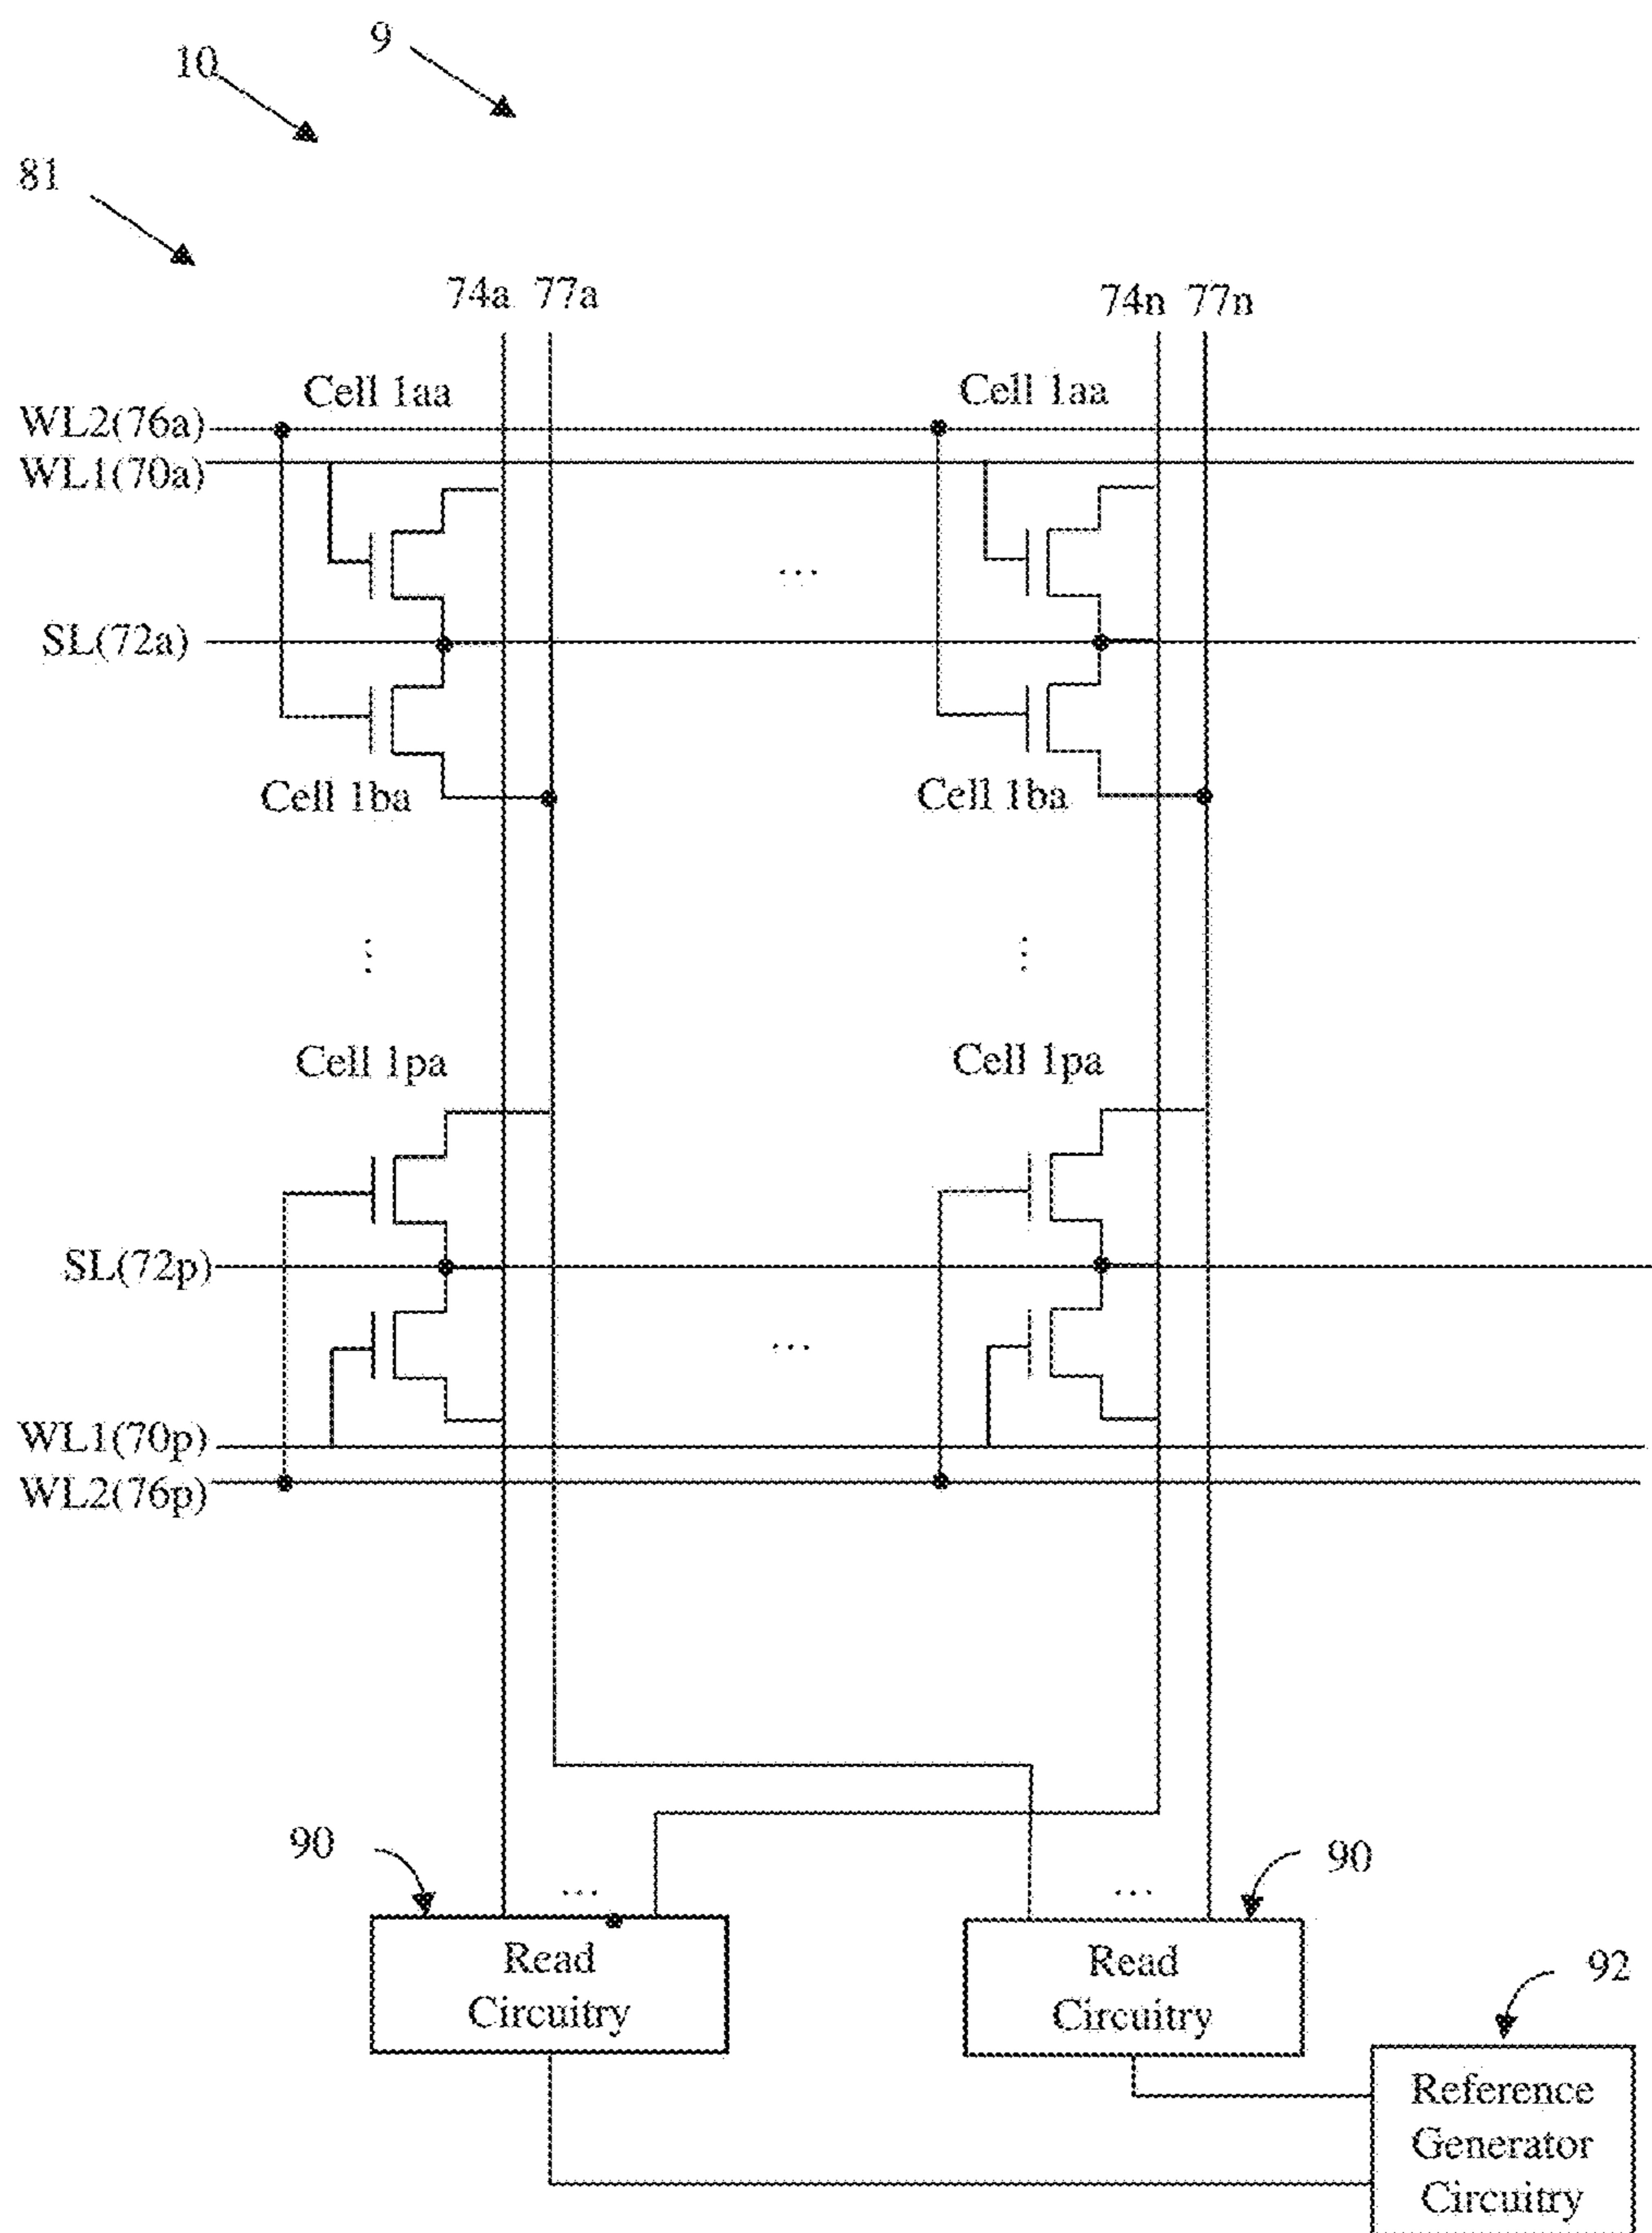 9
10
81
74a 77a
74n 77n
Cell 1aa
Cell 1aa
WL2(76a)
WL1(70a)
...
SL(72a)
Cell 1ba
Cell 1ba
...
...
Cell 1pa
Cell 1pa
SL(72p)
...
WL1(70p)
WL2(76p)
90
90
...
...
Read
Circuitry
Read
Circuitry
92
Reference
Generator
Circuitry